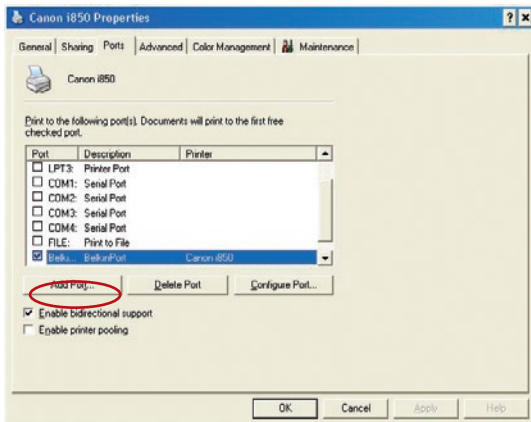 Canon i850 Properties
General Sharing Ports Advanced Color Management Maintenance
Canon i850
Print to the following port(s). Documents will print to the first free
checked port.
Port Description Printer
LPT3: Printer Port
COM1: Serial Port
COM2: Serial Port
COM3: Serial Port
COM4: Serial Port
FILE: Print to File
Belku... BelkinPort Canon i850
Add Port... Delete Port Configure Port...
Enable bidirectional support
Enable printer pooling
OK Cancel Apply Help